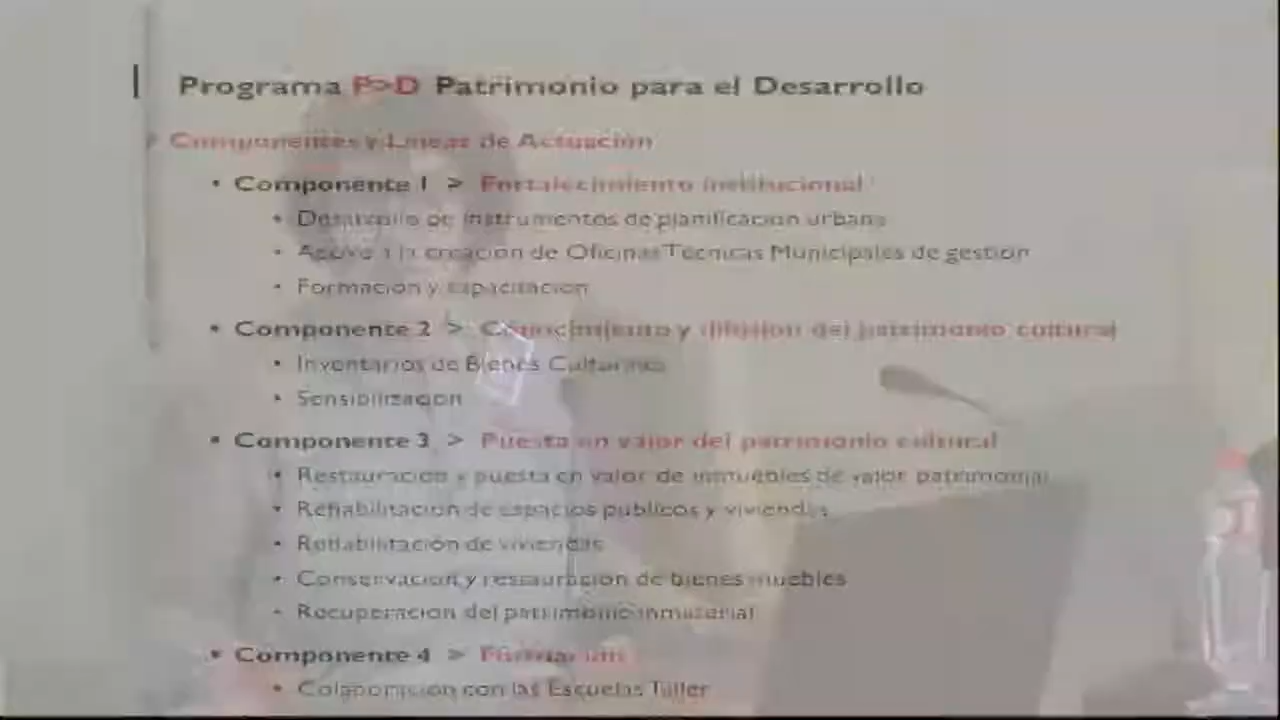 Programa P>D Patrimonio para el Desarrollo
Componentes y Líneas de Actuación
• Componente 1 > Fortalecimiento institucional
• Desarrollo de instrumentos de planificación urbana
• Apoyo a la creación de Oficinas Técnicas Municipales de gestión
• Formación y capacitación
• Componente 2 > Conocimiento y difusión del patrimonio cultural
• Inventarios de Bienes Culturales
• Sensibilización
• Componente 3 > Puesta en valor del patrimonio cultural
• Restauración y puesta en valor de inmuebles de valor patrimonial
• Rehabilitación de espacios públicos y viviendas
• Rehabilitación de viviendas
• Conservación y restauración de bienes muebles
• Recuperación del patrimonio inmaterial
• Componente 4 > Formación
• Colaboración con las Escuelas Taller